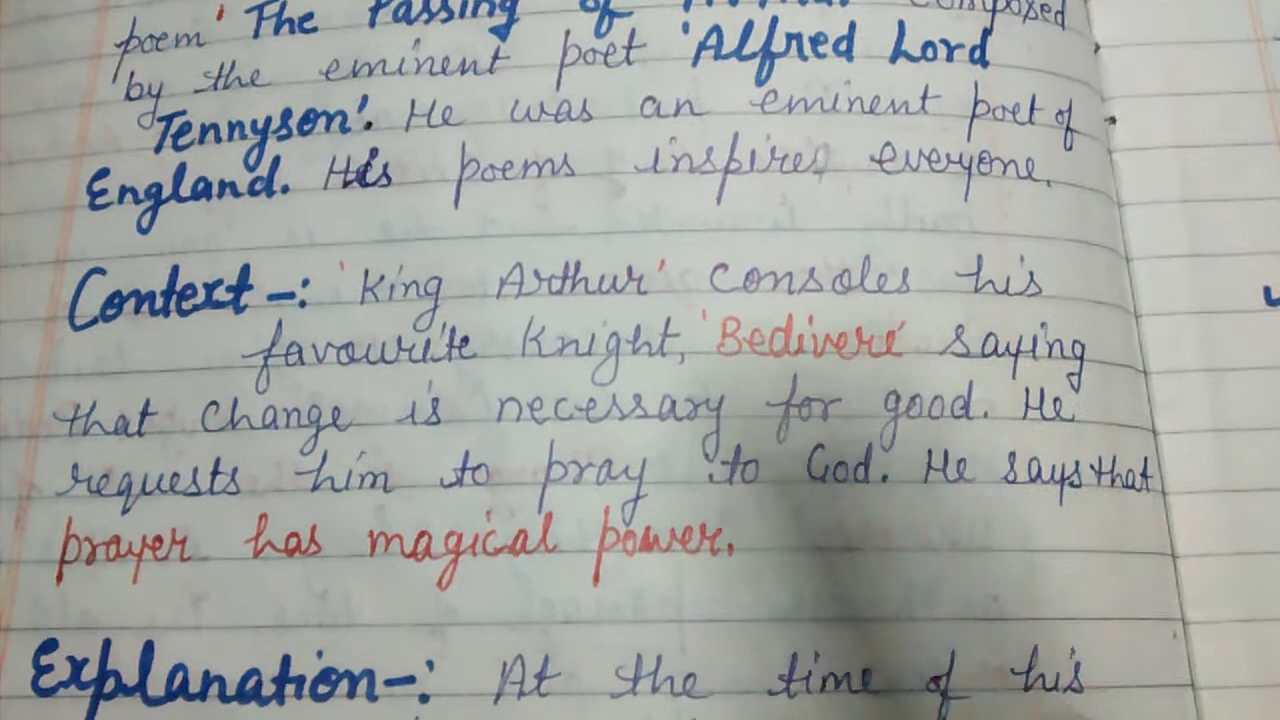 poem 'The Passing of Arthur' composed
by the eminent poet 'Alfred Lord
Tennyson'. He was an eminent poet of
England. His poems inspires everyone.
Context -: 'King Arthur' consoles his
favourite Knight, 'Bedivere' saying
that change is necessary for good. He
requests him to pray to God. He says that
prayer has magical power.
Explanation -: At the time of his